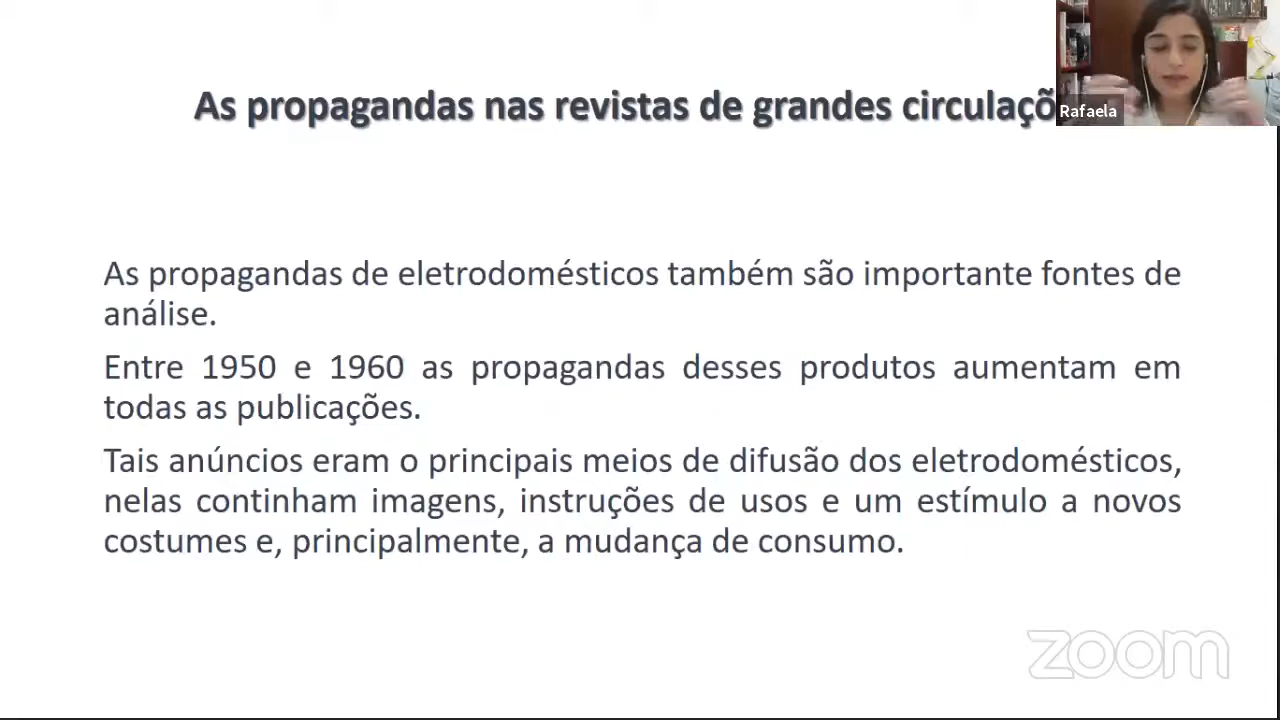 As propagandas nas revistas de grandes
Rafaela
As propagandas de eletrodomésticos também são importante fontes de
análise.
Entre 1950 e 1960 as propagandas desses produtos aumentam em
todas as publicações.
Tais anúncios eram o principais meios de difusão dos eletrodomésticos,
nelas continham imagens, instruções de usos e um estímulo a novos
costumes e, principalmente, a mudança de consumo.
zoom